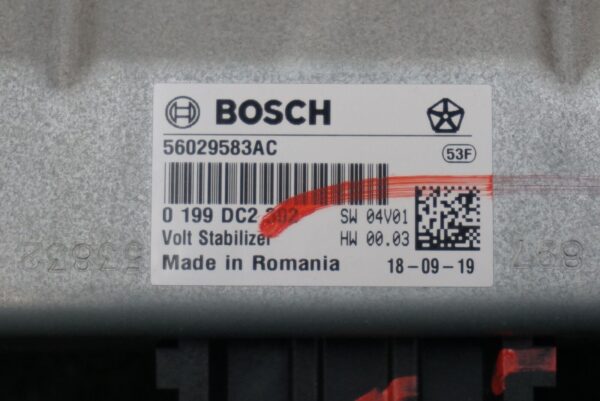 BOSCH
56029583AC
53F
0 199 DC2 302
SW 04V01
Volt Stabilizer
HW 00.03
Made in Romania
18-09-19